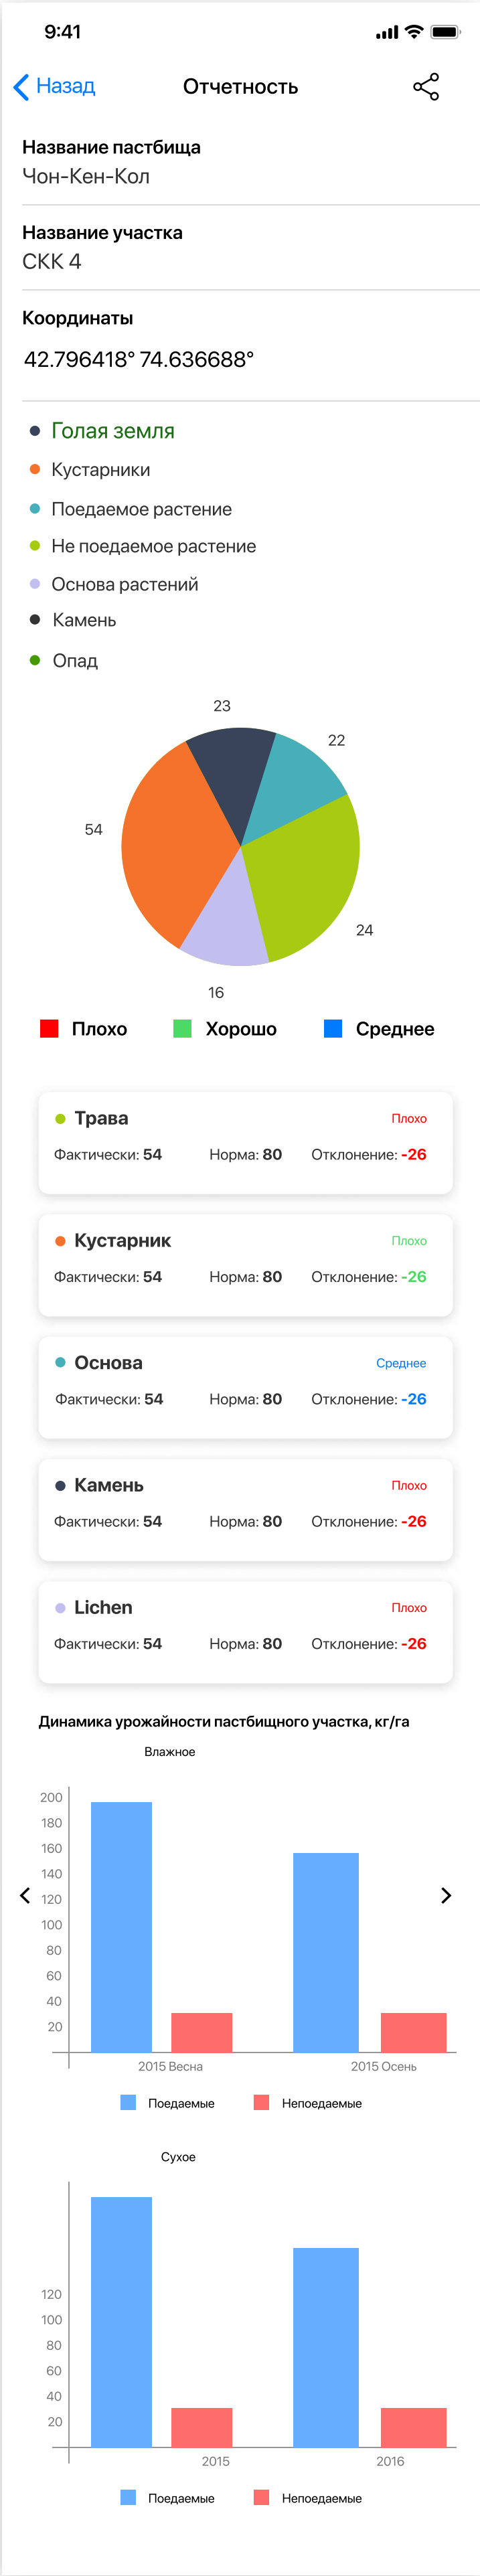 9:41
Назад
Отчетность
Название пастбища
Чон-Кен-Кол
Название участка
СКК 4
Координаты
42.796418° 74.636688°
Голая земля
Кустарники
Поедаемое растение
Не поедаемое растение
Основа растений
Камень
Опад
23
22
54
24
16
Плохо Хорошо Среднее
Трава Плохо
Фактически: 54 Норма: 80 Отклонение: -26
Кустарник Плохо
Фактически: 54 Норма: 80 Отклонение: -26
Основа Среднее
Фактически: 54 Норма: 80 Отклонение: -26
Камень Плохо
Фактически: 54 Норма: 80 Отклонение: -26
Lichen Плохо
Фактически: 54 Норма: 80 Отклонение: -26
Динамика урожайности пастбищного участка, кг/га
Влажное
200
180
160
140
120
100
80
60
40
20
2015 Весна 2015 Осень
Поедаемые Непоедаемые
Сухое
120
100
80
60
40
20
2015 2016
Поедаемые Непоедаемые